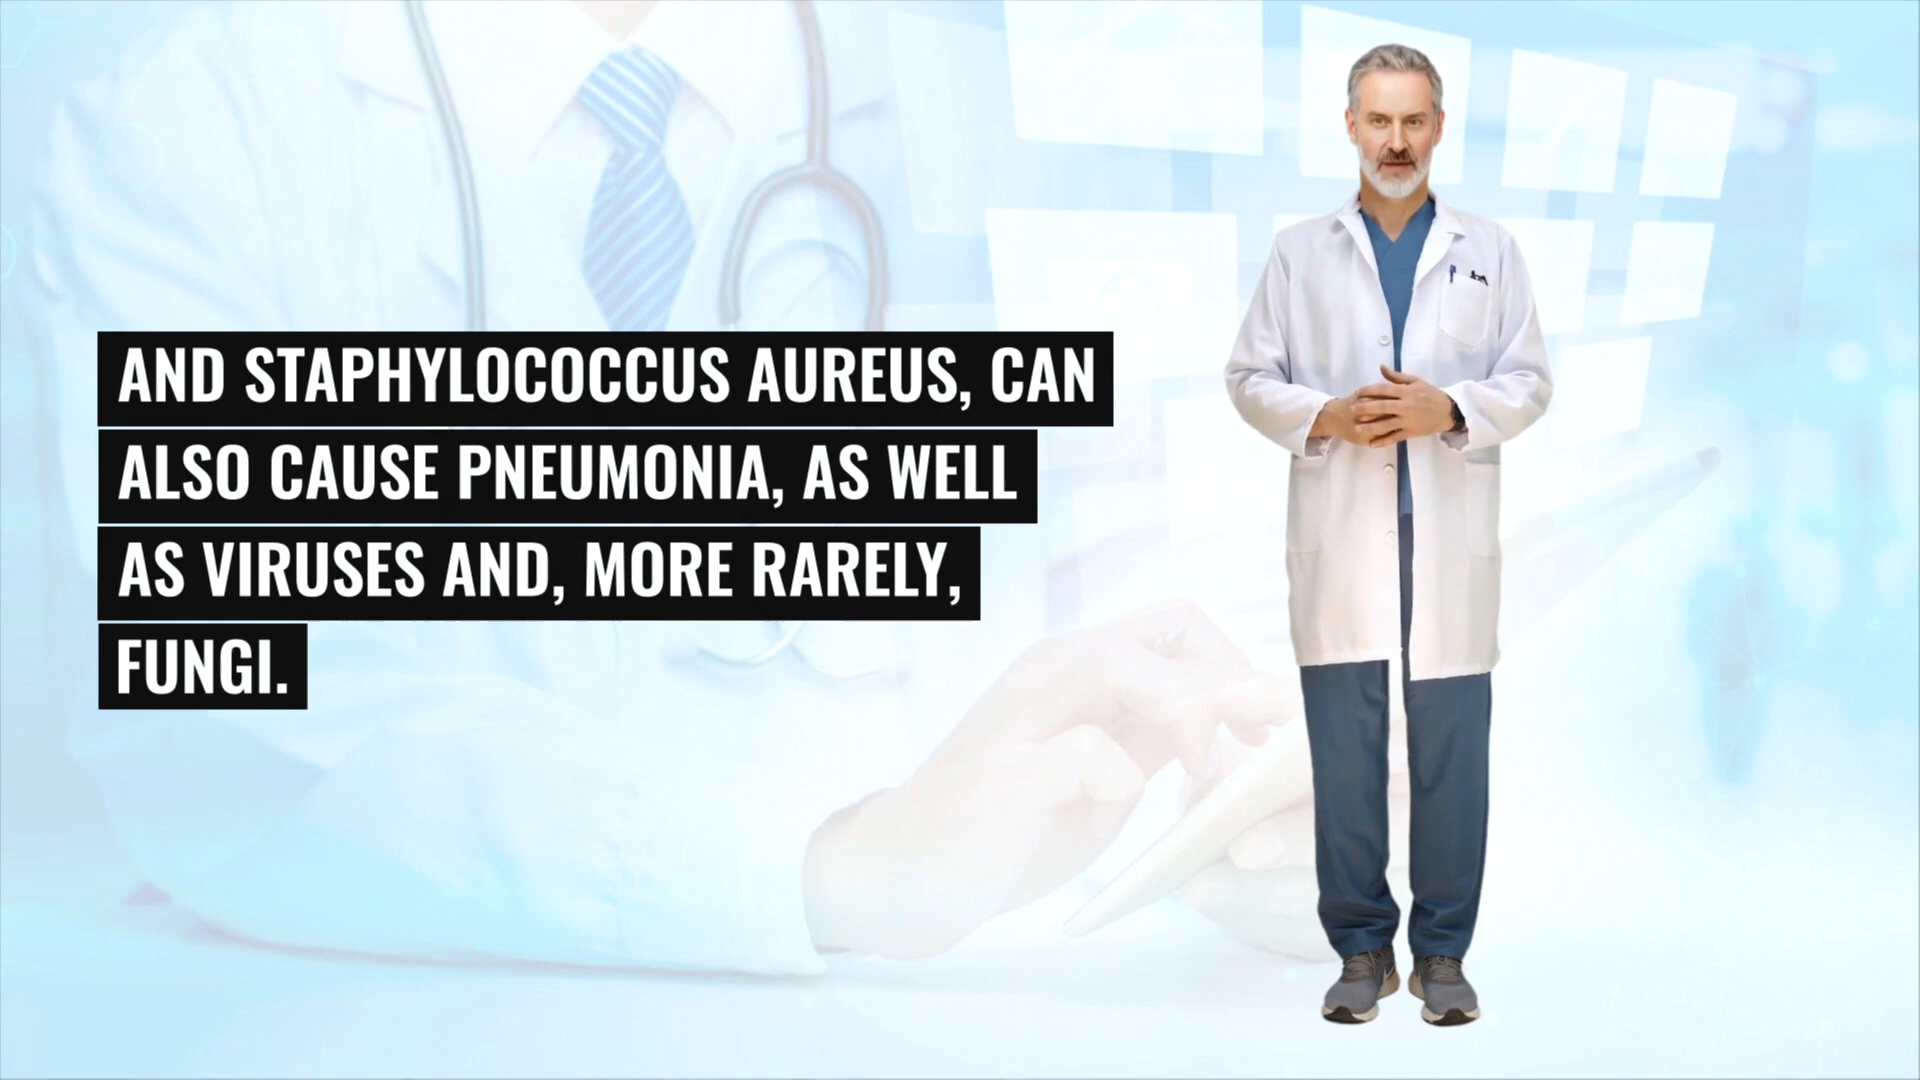 AND STAPHYLOCOCCUS AUREUS, CAN
ALSO CAUSE PNEUMONIA, AS WELL
AS VIRUSES AND, MORE RARELY,
FUNGI.